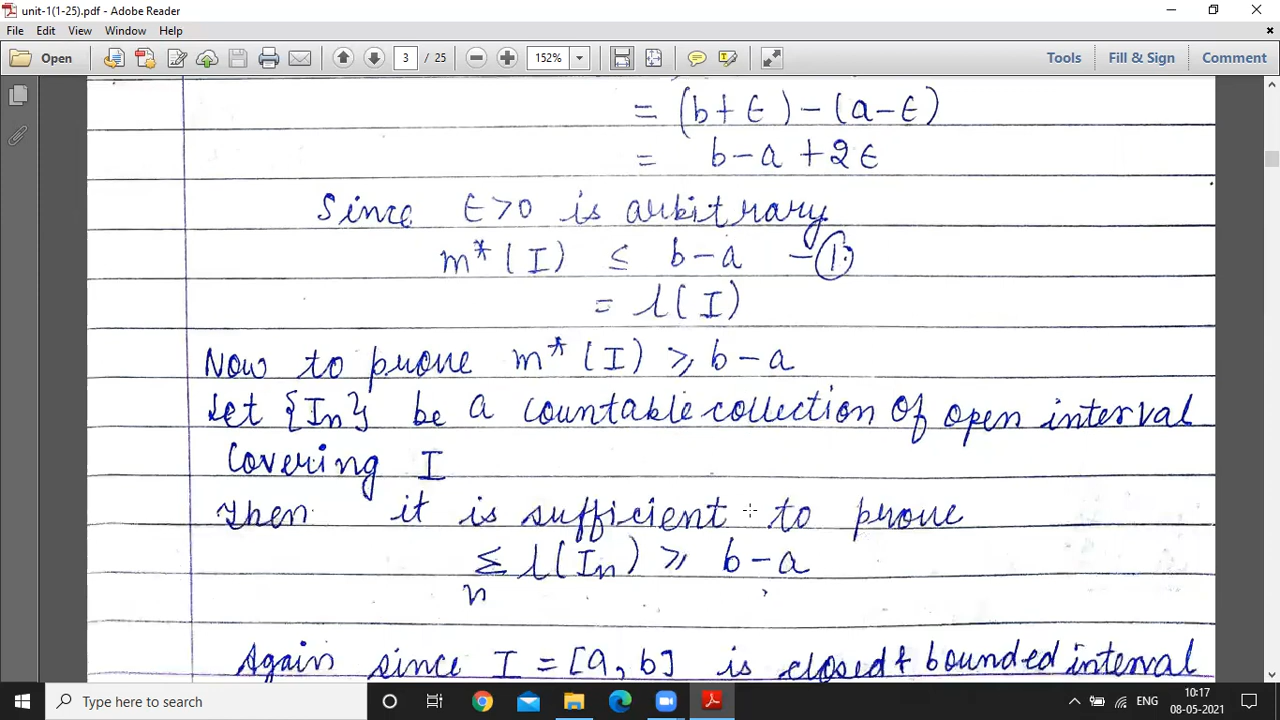 unit-1(1-25).pdf - Adobe Reader
File Edit View Window Help
Open 3 / 25 152% Tools Fill & Sign Comment
= (b+ϵ) - (a-ϵ)
= b-a +2ϵ
Since ϵ>0 is arbitrary
m*(I) ≤ b-a -①
= l(I)
Now to prove m*(I) ≥ b-a
Let {In} be a countable collection of open interval
Covering I
Then it is sufficient to prove
Σ l(In) ≥ b-a
n
Again since I = [a,b] is closed & bounded interval
Type here to search
ENG 10:17
08-05-2021